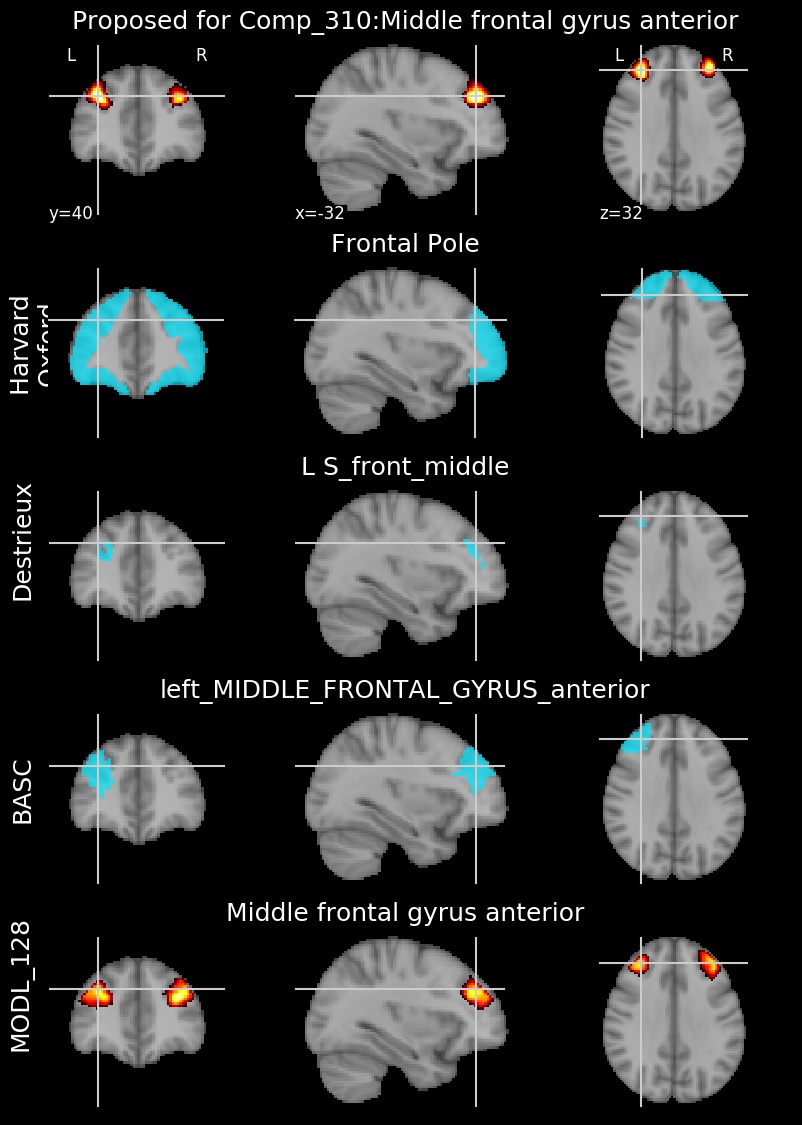 Proposed for Comp_310:Middle frontal gyrus anterior
L R L R
y=40 x=-32 z=32
Frontal Pole
Harvard
Oxford
L S_front_middle
Destrieux
left_MIDDLE_FRONTAL_GYRUS_anterior
BASC
Middle frontal gyrus anterior
MODL_128